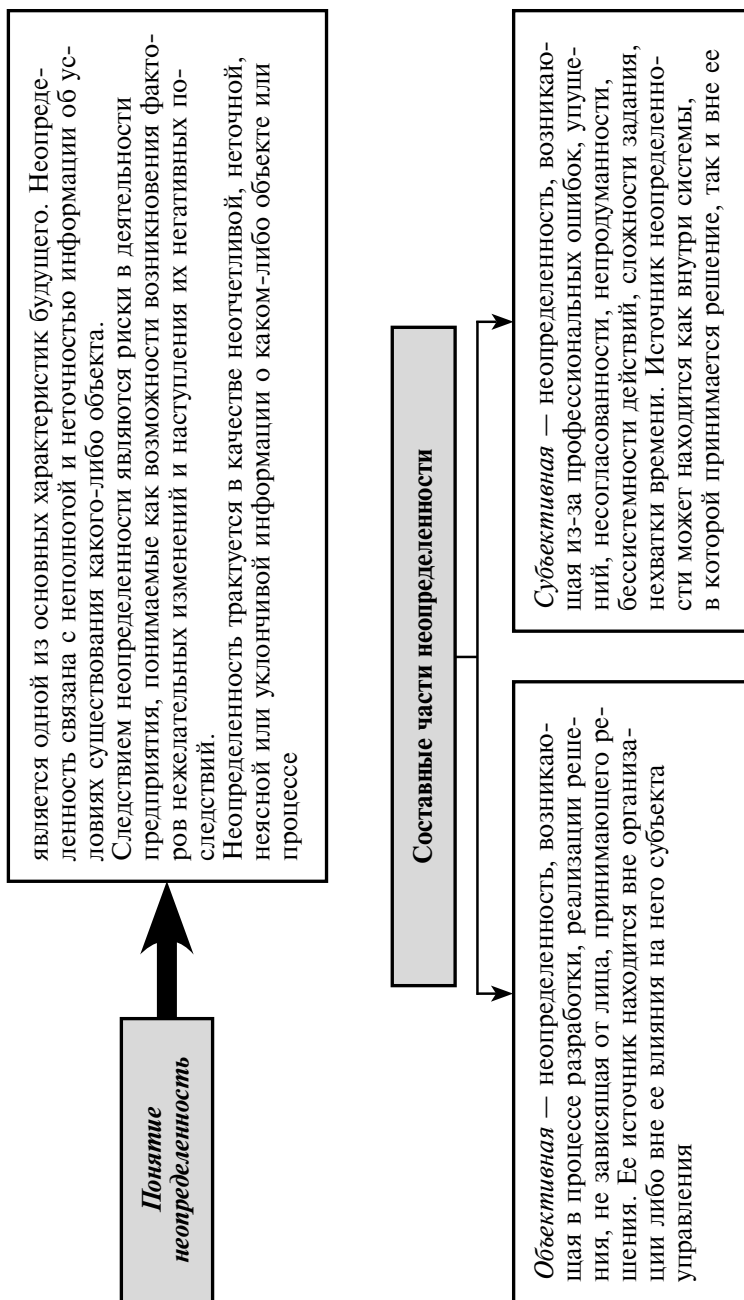 Понятие
неопределенность
является одной из основных характеристик будущего. Неопреде-
ленность связана с неполнотой и неточностью информации об ус-
ловиях существования какого-либо объекта.
Следствием неопределенности являются риски в деятельности
предприятия, понимаемые как возможности возникновения факто-
ров нежелательных изменений и наступления их негативных по-
следствий.
Неопределенность трактуется в качестве неотчетливой, неточной,
неясной или уклончивой информации о каком-либо объекте или
процессе
Составные части неопределенности
Объективная — неопределенность, возникаю-
щая в процессе разработки, реализации реше-
ния, не зависящая от лица, принимающего ре-
шения. Ее источник находится вне организа-
ции либо вне ее влияния на него субъекта
управления
Субъективная — неопределенность, возникаю-
щая из-за профессиональных ошибок, упуще-
ний, несогласованности, непродуманности,
бессистемности действий, сложности задания,
нехватки времени. Источник неопределенно-
сти может находится как внутри системы,
в которой принимается решение, так и вне ее